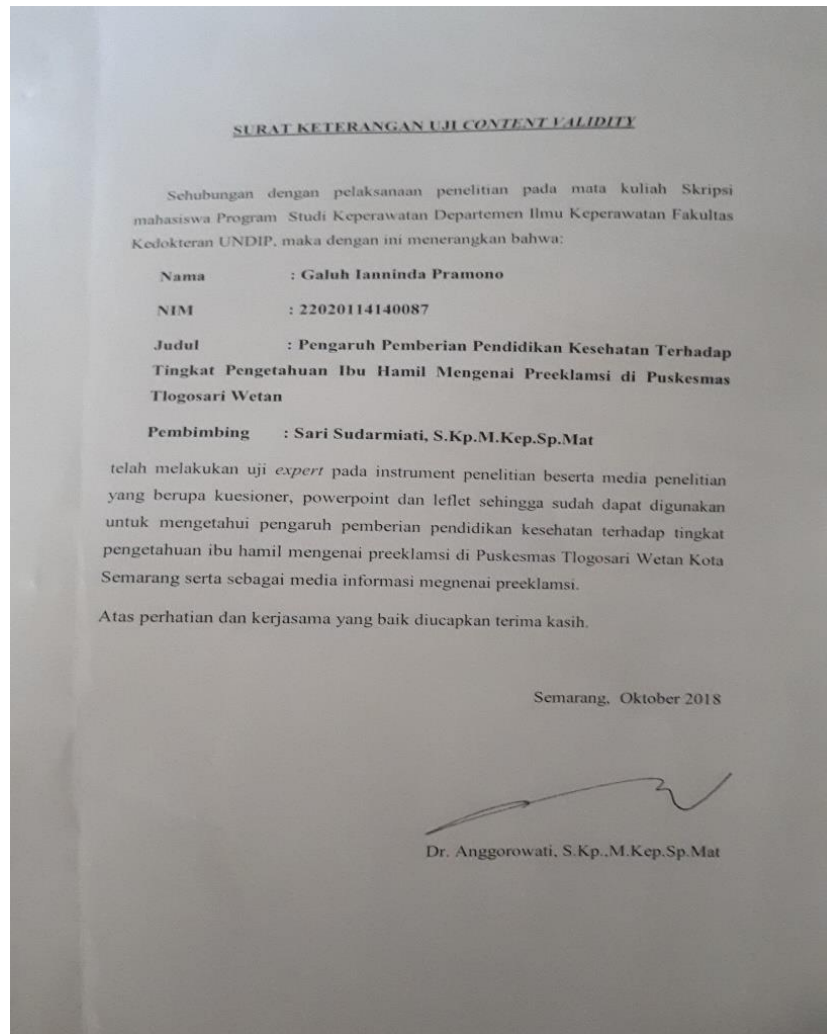 SURAT KETERANGAN UJI CONTENT VALIDITY
Sehubungan dengan pelaksanaan penelitian pada mata kuliah Skripsi
mahasiswa Program Studi Keperawatan Departemen Ilmu Keperawatan Fakultas
Kedokteran UNDIP, maka dengan ini menerangkan bahwa:
Nama : Galuh Ianninda Pramono
NIM : 22020114140087
Judul : Pengaruh Pemberian Pendidikan Kesehatan Terhadap
Tingkat Pengetahuan Ibu Hamil Mengenai Preeklamsi di Puskesmas
Tlogosari Wetan
Pembimbing : Sari Sudarmiati, S.Kp.M.Kep.Sp.Mat
telah melakukan uji expert pada instrument penelitian beserta media penelitian
yang berupa kuesioner, powerpoint dan leflet sehingga sudah dapat digunakan
untuk mengetahui pengaruh pemberian pendidikan kesehatan terhadap tingkat
pengetahuan ibu hamil mengenai preeklamsi di Puskesmas Tlogosari Wetan Kota
Semarang serta sebagai media informasi megnenai preeklamsi.
Atas perhatian dan kerjasama yang baik diucapkan terima kasih.
Semarang, Oktober 2018
Dr. Anggorowati, S.Kp.,M.Kep.Sp.Mat